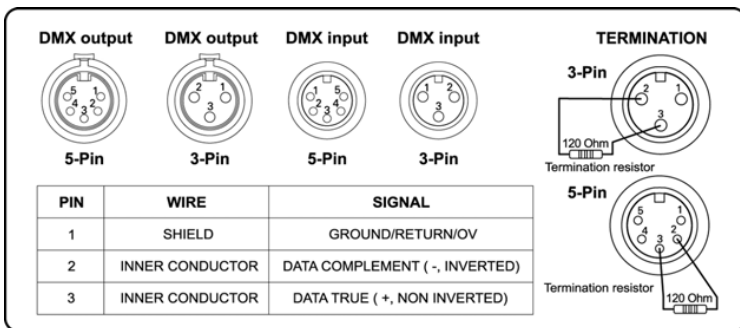 DMX output DMX output DMX input DMX input TERMINATION
5 1 4 2 3
2 1 3
1 5 2 4 3
1 2 3
5-Pin 3-Pin 5-Pin 3-Pin
3-Pin
2 1
3
120 Ohm
Termination resistor
5-Pin
5 1
4 2
3
Termination resistor
120 Ohm
PIN WIRE SIGNAL
1 SHIELD GROUND/RETURN/OV
2 INNER CONDUCTOR DATA COMPLEMENT ( -, INVERTED)
3 INNER CONDUCTOR DATA TRUE ( +, NON INVERTED)